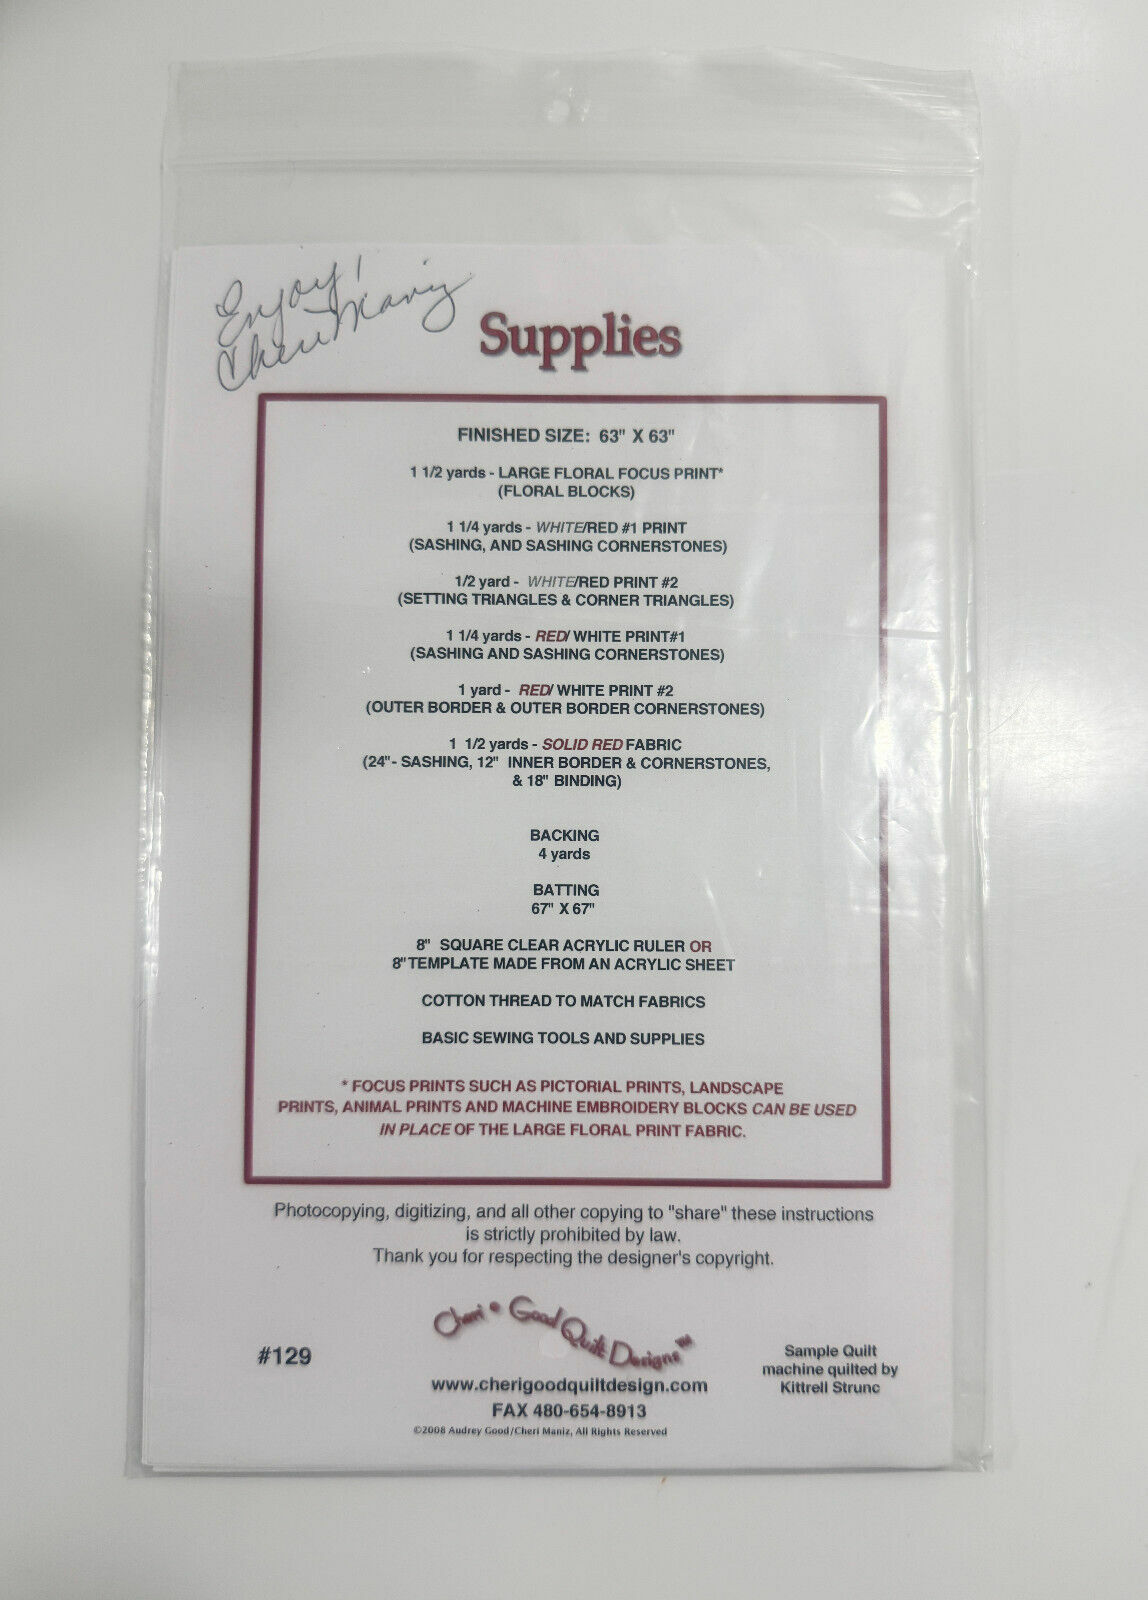 Enjoy!
Cheri Maniz
Supplies
FINISHED SIZE: 63" X 63"
1 1/2 yards - LARGE FLORAL FOCUS PRINT*
(FLORAL BLOCKS)
1 1/4 yards - WHITE/RED #1 PRINT
(SASHING, AND SASHING CORNERSTONES)
1/2 yard - WHITE/RED PRINT #2
(SETTING TRIANGLES & CORNER TRIANGLES)
1 1/4 yards - RED/ WHITE PRINT#1
(SASHING AND SASHING CORNERSTONES)
1 yard - RED/ WHITE PRINT #2
(OUTER BORDER & OUTER BORDER CORNERSTONES)
1 1/2 yards - SOLID RED FABRIC
(24"- SASHING, 12" INNER BORDER & CORNERSTONES,
& 18" BINDING)
BACKING
4 yards
BATTING
67" X 67"
8" SQUARE CLEAR ACRYLIC RULER OR
8" TEMPLATE MADE FROM AN ACRYLIC SHEET
COTTON THREAD TO MATCH FABRICS
BASIC SEWING TOOLS AND SUPPLIES
* FOCUS PRINTS SUCH AS PICTORIAL PRINTS, LANDSCAPE
PRINTS, ANIMAL PRINTS AND MACHINE EMBROIDERY BLOCKS CAN BE USED
IN PLACE OF THE LARGE FLORAL PRINT FABRIC.
Photocopying, digitizing, and all other copying to "share" these instructions
is strictly prohibited by law.
Thank you for respecting the designer's copyright.
Cheri • Good Quilt Designs™
#129
www.cherigoodquiltdesign.com
FAX 480-654-8913
©2008 Audrey Good/Cheri Maniz, All Rights Reserved
Sample Quilt
machine quilted by
Kittrell Strunc